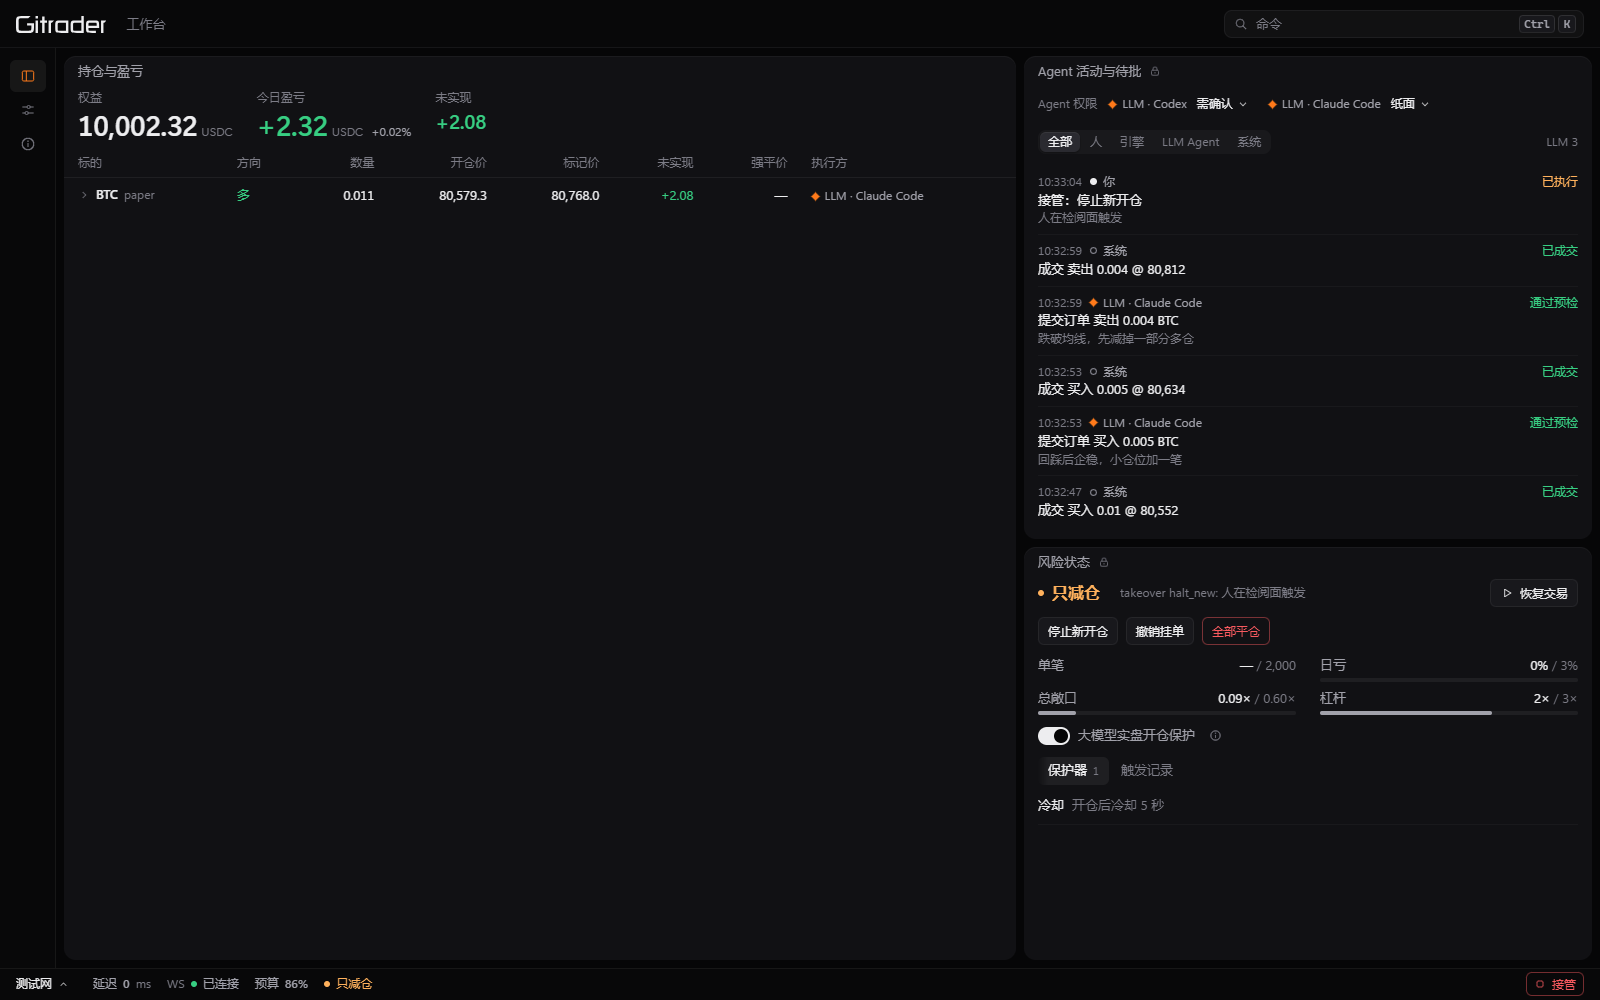 Gitrader 工作台
命令 Ctrl K
持仓与盈亏
权益 今日盈亏 未实现
10,002.32 USDC +2.32 USDC +0.02% +2.08
标的 方向 数量 开仓价 标记价 未实现 强平价 执行方
BTC paper 多 0.011 80,579.3 80,768.0 +2.08 — LLM · Claude Code
Agent 活动与待批
Agent 权限 LLM · Codex 需确认 LLM · Claude Code 纸面
全部 人 引擎 LLM Agent 系统 LLM 3
10:33:04 你 已执行
接管：停止新开仓
人在检阅面触发
10:32:59 系统 已成交
成交 卖出 0.004 @ 80,812
10:32:59 LLM · Claude Code 通过预检
提交订单 卖出 0.004 BTC
跌破均线，先减掉一部分多仓
10:32:53 系统 已成交
成交 买入 0.005 @ 80,634
10:32:53 LLM · Claude Code 通过预检
提交订单 买入 0.005 BTC
回踩后企稳，小仓位加一笔
10:32:47 系统 已成交
成交 买入 0.01 @ 80,552
风险状态
只减仓 takeover halt_new: 人在检阅面触发 恢复交易
停止新开仓 撤销挂单 全部平仓
单笔 — / 2,000 日亏 0% / 3%
总敞口 0.09× / 0.60× 杠杆 2× / 3×
大模型实盘开仓保护
保护器 1 触发记录
冷却 开仓后冷却 5 秒
测试网 延迟 0 ms WS 已连接 预算 86% 只减仓 接管